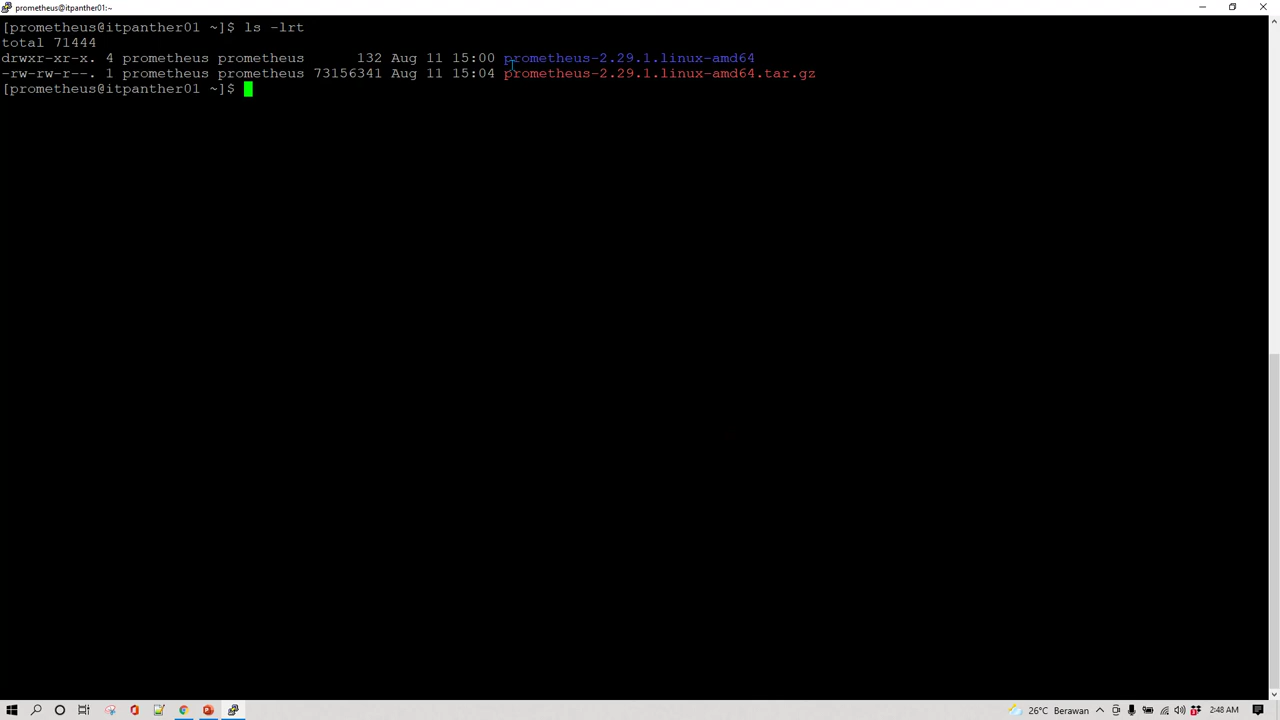 prometheus@itpanther01:~
[prometheus@itpanther01 ~]$ ls -lrt
total 71444
drwxr-xr-x. 4 prometheus prometheus      132 Aug 11 15:00 prometheus-2.29.1.linux-amd64
-rw-rw-r--. 1 prometheus prometheus 73156341 Aug 11 15:04 prometheus-2.29.1.linux-amd64.tar.gz
[prometheus@itpanther01 ~]$
26°C Berawan 2:48 AM